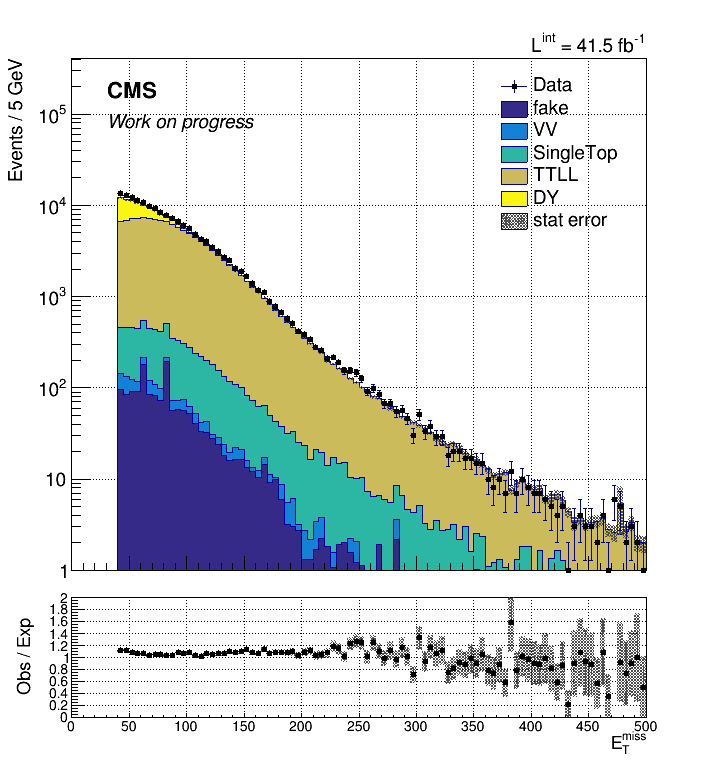 L^int = 41.5 fb^-1
Events / 5 GeV
CMS
Work on progress
Data
fake
VV
SingleTop
TTLL
DY
stat error
10^5
10^4
10^3
10^2
10
1
Obs / Exp
2
1.8
1.6
1.4
1.2
1
0.8
0.6
0.4
0.2
0
0 50 100 150 200 250 300 350 400 450 500
E_T^miss